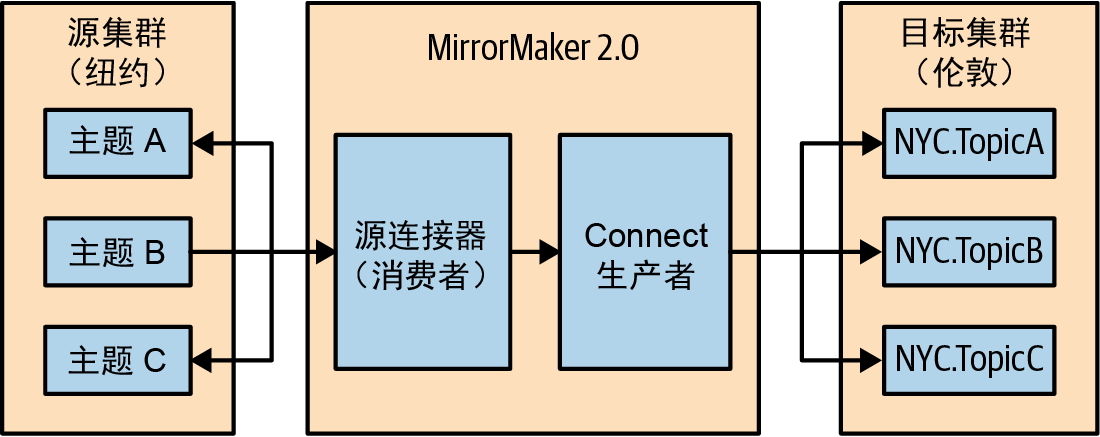 源集群
（纽约）
主题 A
主题 B
主题 C
MirrorMaker 2.0
源连接器
（消费者）
Connect
生产者
目标集群
（伦敦）
NYC.TopicA
NYC.TopicB
NYC.TopicC